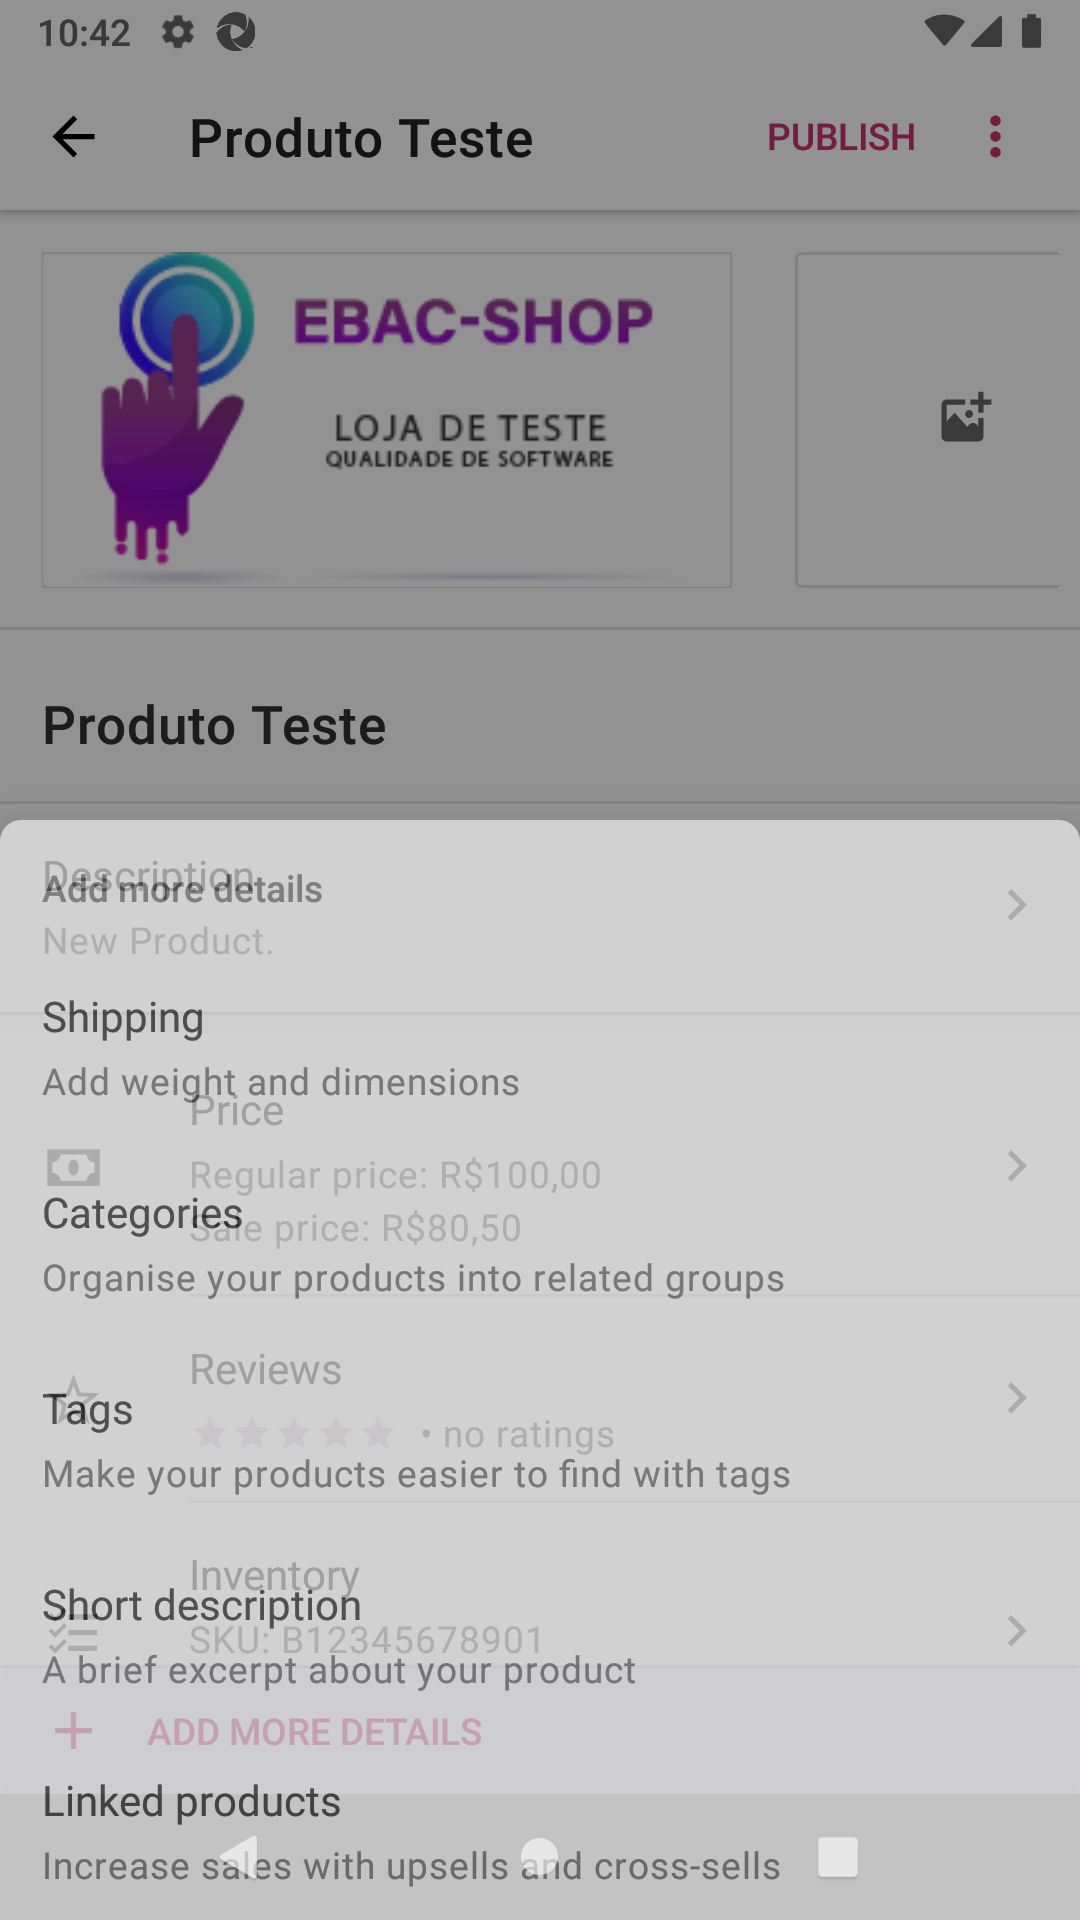 10:42
Produto Teste
PUBLISH
EBAC-SHOP
LOJA DE TESTE
QUALIDADE DE SOFTWARE
Produto Teste
Description
Add more details
New Product.
Shipping
Add weight and dimensions
Price
Regular price: R$100,00
Categories
Sale price: R$80,50
Organise your products into related groups
Reviews
Tags
• no ratings
Make your products easier to find with tags
Inventory
Short description
SKU: B12345678901
A brief excerpt about your product
ADD MORE DETAILS
Linked products
Increase sales with upsells and cross-sells